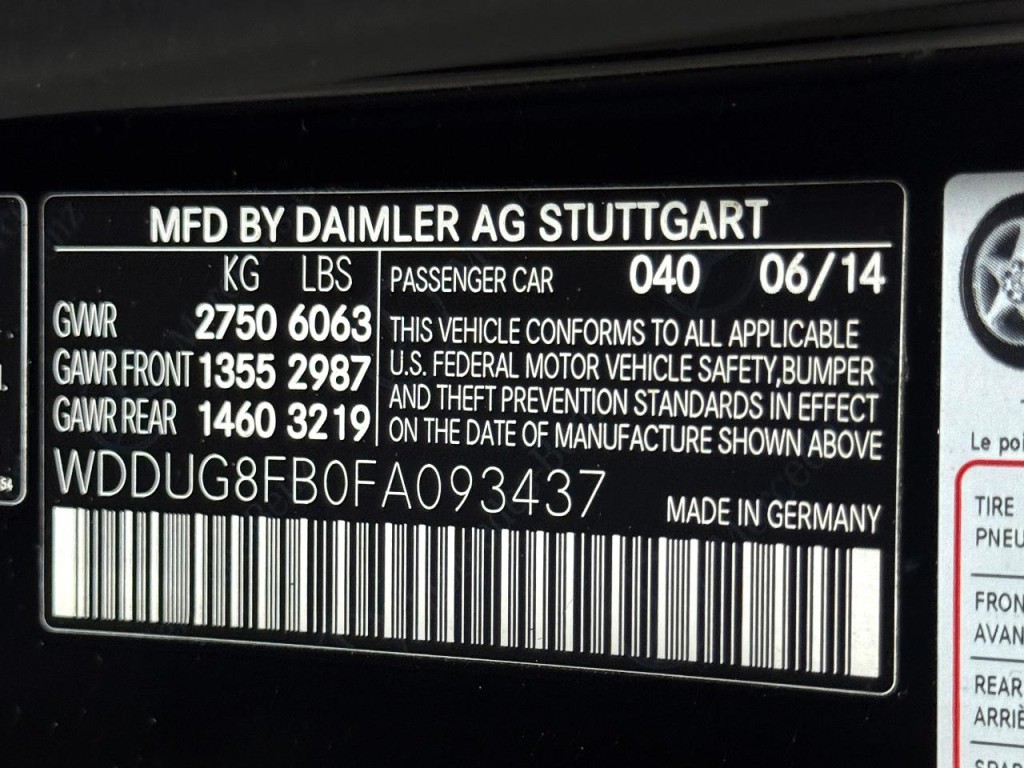 MFD BY DAIMLER AG STUTTGART
KG LBS
GVWR 2750 6063
GAWR FRONT 1355 2987
GAWR REAR 1460 3219
PASSENGER CAR 040 06/14
THIS VEHICLE CONFORMS TO ALL APPLICABLE
U.S. FEDERAL MOTOR VEHICLE SAFETY,BUMPER
AND THEFT PREVENTION STANDARDS IN EFFECT
ON THE DATE OF MANUFACTURE SHOWN ABOVE
WDDUG8FB0FA093437
MADE IN GERMANY
54
Le poi
TIRE
PNEU
FRON
AVAN
REAR
ARRIÈ